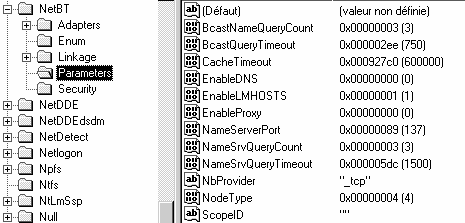 NetBT
Adapters
Enum
Linkage
Parameters
Security
NetDDE
NetDDEdsdm
NetDetect
Netlogon
Npfs
Ntfs
NtLmSsp
Null
(Défaut) (valeur non définie)
BcastNameQueryCount 0x00000003 (3)
BcastQueryTimeout 0x000002ee (750)
CacheTimeout 0x000927c0 (600000)
EnableDNS 0x00000000 (0)
EnableLMHOSTS 0x00000001 (1)
EnableProxy 0x00000000 (0)
NameServerPort 0x00000089 (137)
NameSrvQueryCount 0x00000003 (3)
NameSrvQueryTimeout 0x000005dc (1500)
NbProvider "_tcp"
NodeType 0x00000004 (4)
ScopeID ""